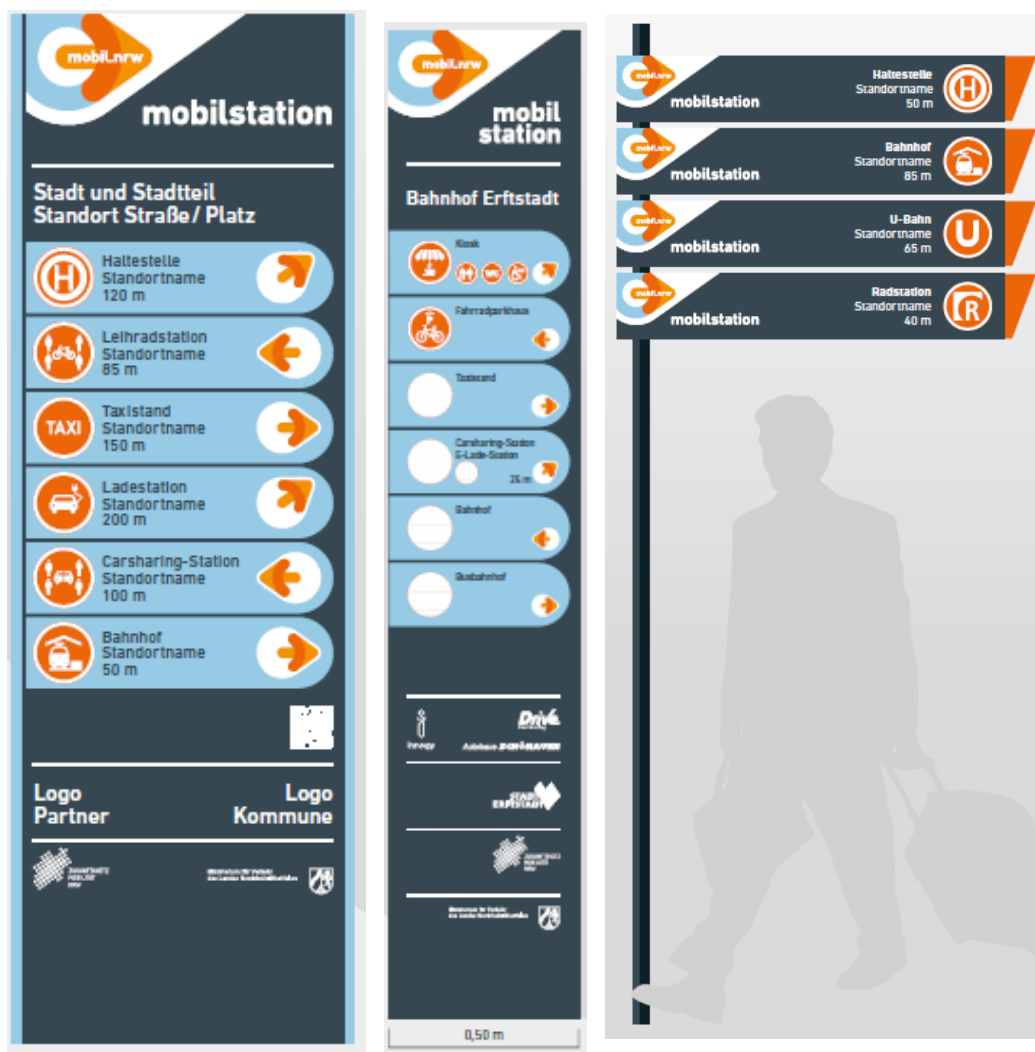 mobil.nrw
mobilstation
Stadt und Stadtteil
Standort Straße / Platz
H
Haltestelle
Standortname
120 m
Leihradstation
Standortname
85 m
TAXI
Taxistand
Standortname
150 m
Ladestation
Standortname
200 m
Carsharing-Station
Standortname
100 m
Bahnhof
Standortname
50 m
Logo
Partner
Logo
Kommune
mobil.nrw
mobil
station
Bahnhof Erftstadt
Kiosk
WC
Fahrradparkhaus
P
Taxistand
Carsharing-Station
E-Lade-Station
25 m
Bahnhof
Busbahnhof
innogy
Drive
Autohaus
STADT
ERFTSTADT
0,50 m
mobil.nrw
mobilstation
Haltestelle
Standortname
50 m
H
mobil.nrw
mobilstation
Bahnhof
Standortname
85 m
mobil.nrw
mobilstation
U-Bahn
Standortname
65 m
U
mobil.nrw
mobilstation
Radstation
Standortname
40 m
R